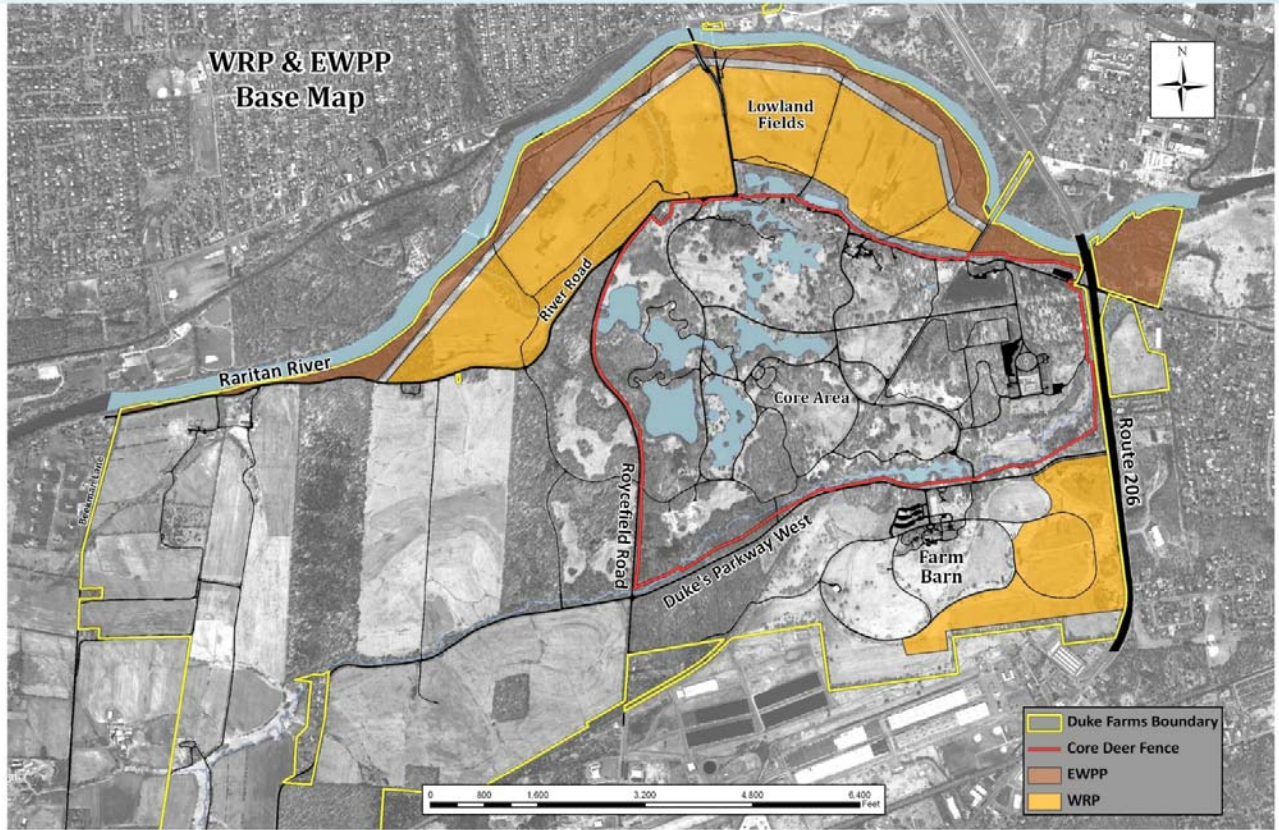 WRP & EWPP
Base Map
N
Lowland
Fields
River Road
Raritan River
Core Area
Beekman Lane
Roycefield Road
Route 206
Duke's Parkway West
Farm
Barn
Duke Farms Boundary
Core Deer Fence
EWPP
WRP
0 800 1,600 3,200 4,800 6,400
Feet